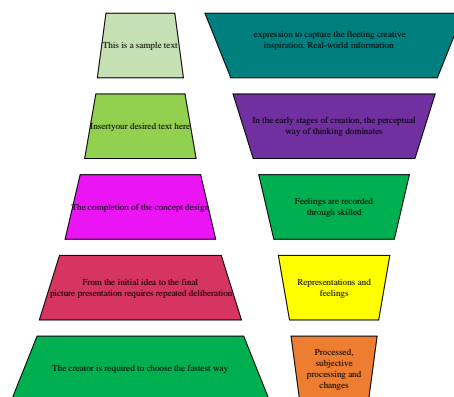 This is a sample text
expression to capture the fleeting creative
inspiration. Real-world information
Insertyour desired text here
In the early stages of creation, the perceptual
way of thinking dominates
The completion of the concept design
Feelings are recorded
through skilled
From the initial idea to the final
picture presentation requires repeated deliberation
Representations and
feelings
The creator is required to choose the fastest way
Processed,
subjective
processing and
changes